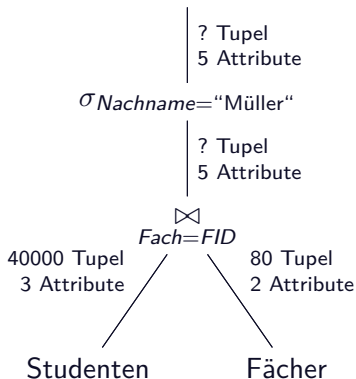 ? Tupel
5 Attribute
σNachname=“Müller“
? Tupel
5 Attribute
⋈
Fach=FID
40000 Tupel
3 Attribute
80 Tupel
2 Attribute
Studenten
Fächer